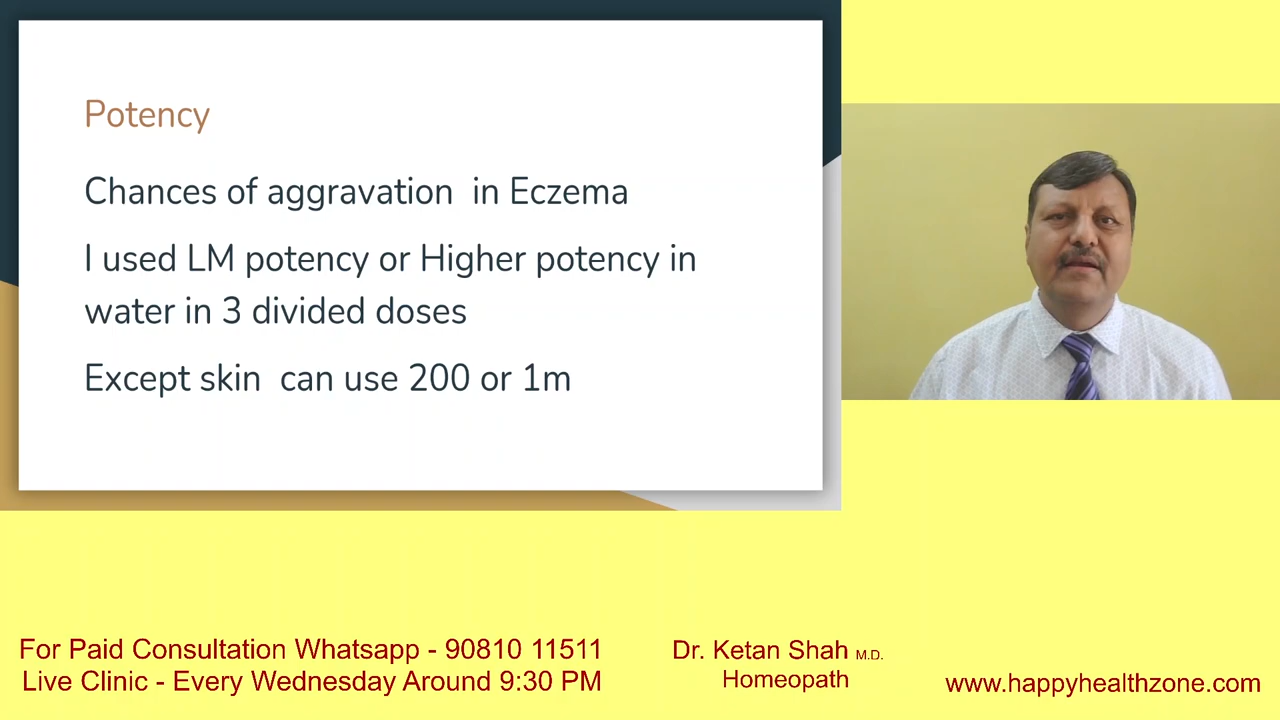 Potency
Chances of aggravation in Eczema
I used LM potency or Higher potency in
water in 3 divided doses
Except skin can use 200 or 1m
For Paid Consultation Whatsapp - 90810 11511
Live Clinic - Every Wednesday Around 9:30 PM
Dr. Ketan Shah M.D.
Homeopath
www.happyhealthzone.com